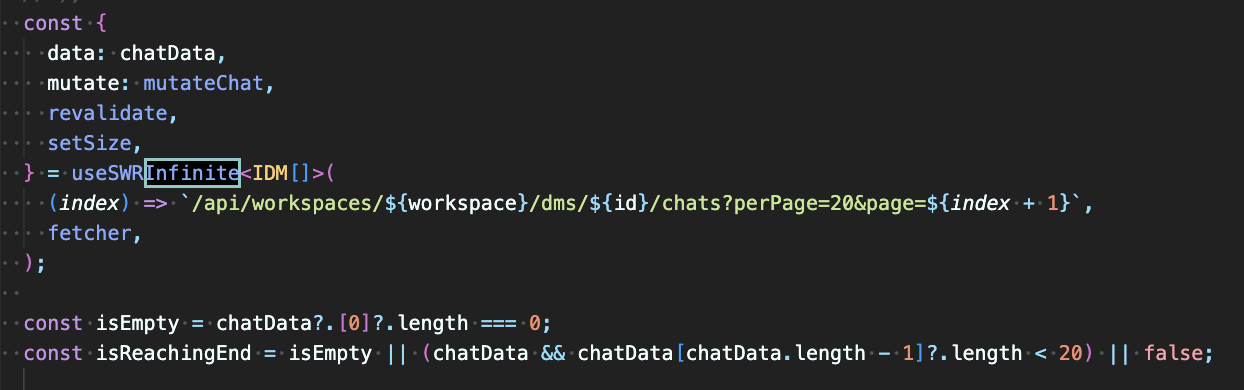 const {
data: chatData,
mutate: mutateChat,
revalidate,
setSize,
} = useSWRInfinite<IDM[]>(
(index) => `/api/workspaces/${workspace}/dms/${id}/chats?perPage=20&page=${index + 1}`,
fetcher,
);
const isEmpty = chatData?.[0]?.length === 0;
const isReachingEnd = isEmpty || (chatData && chatData[chatData.length - 1]?.length < 20) || false;